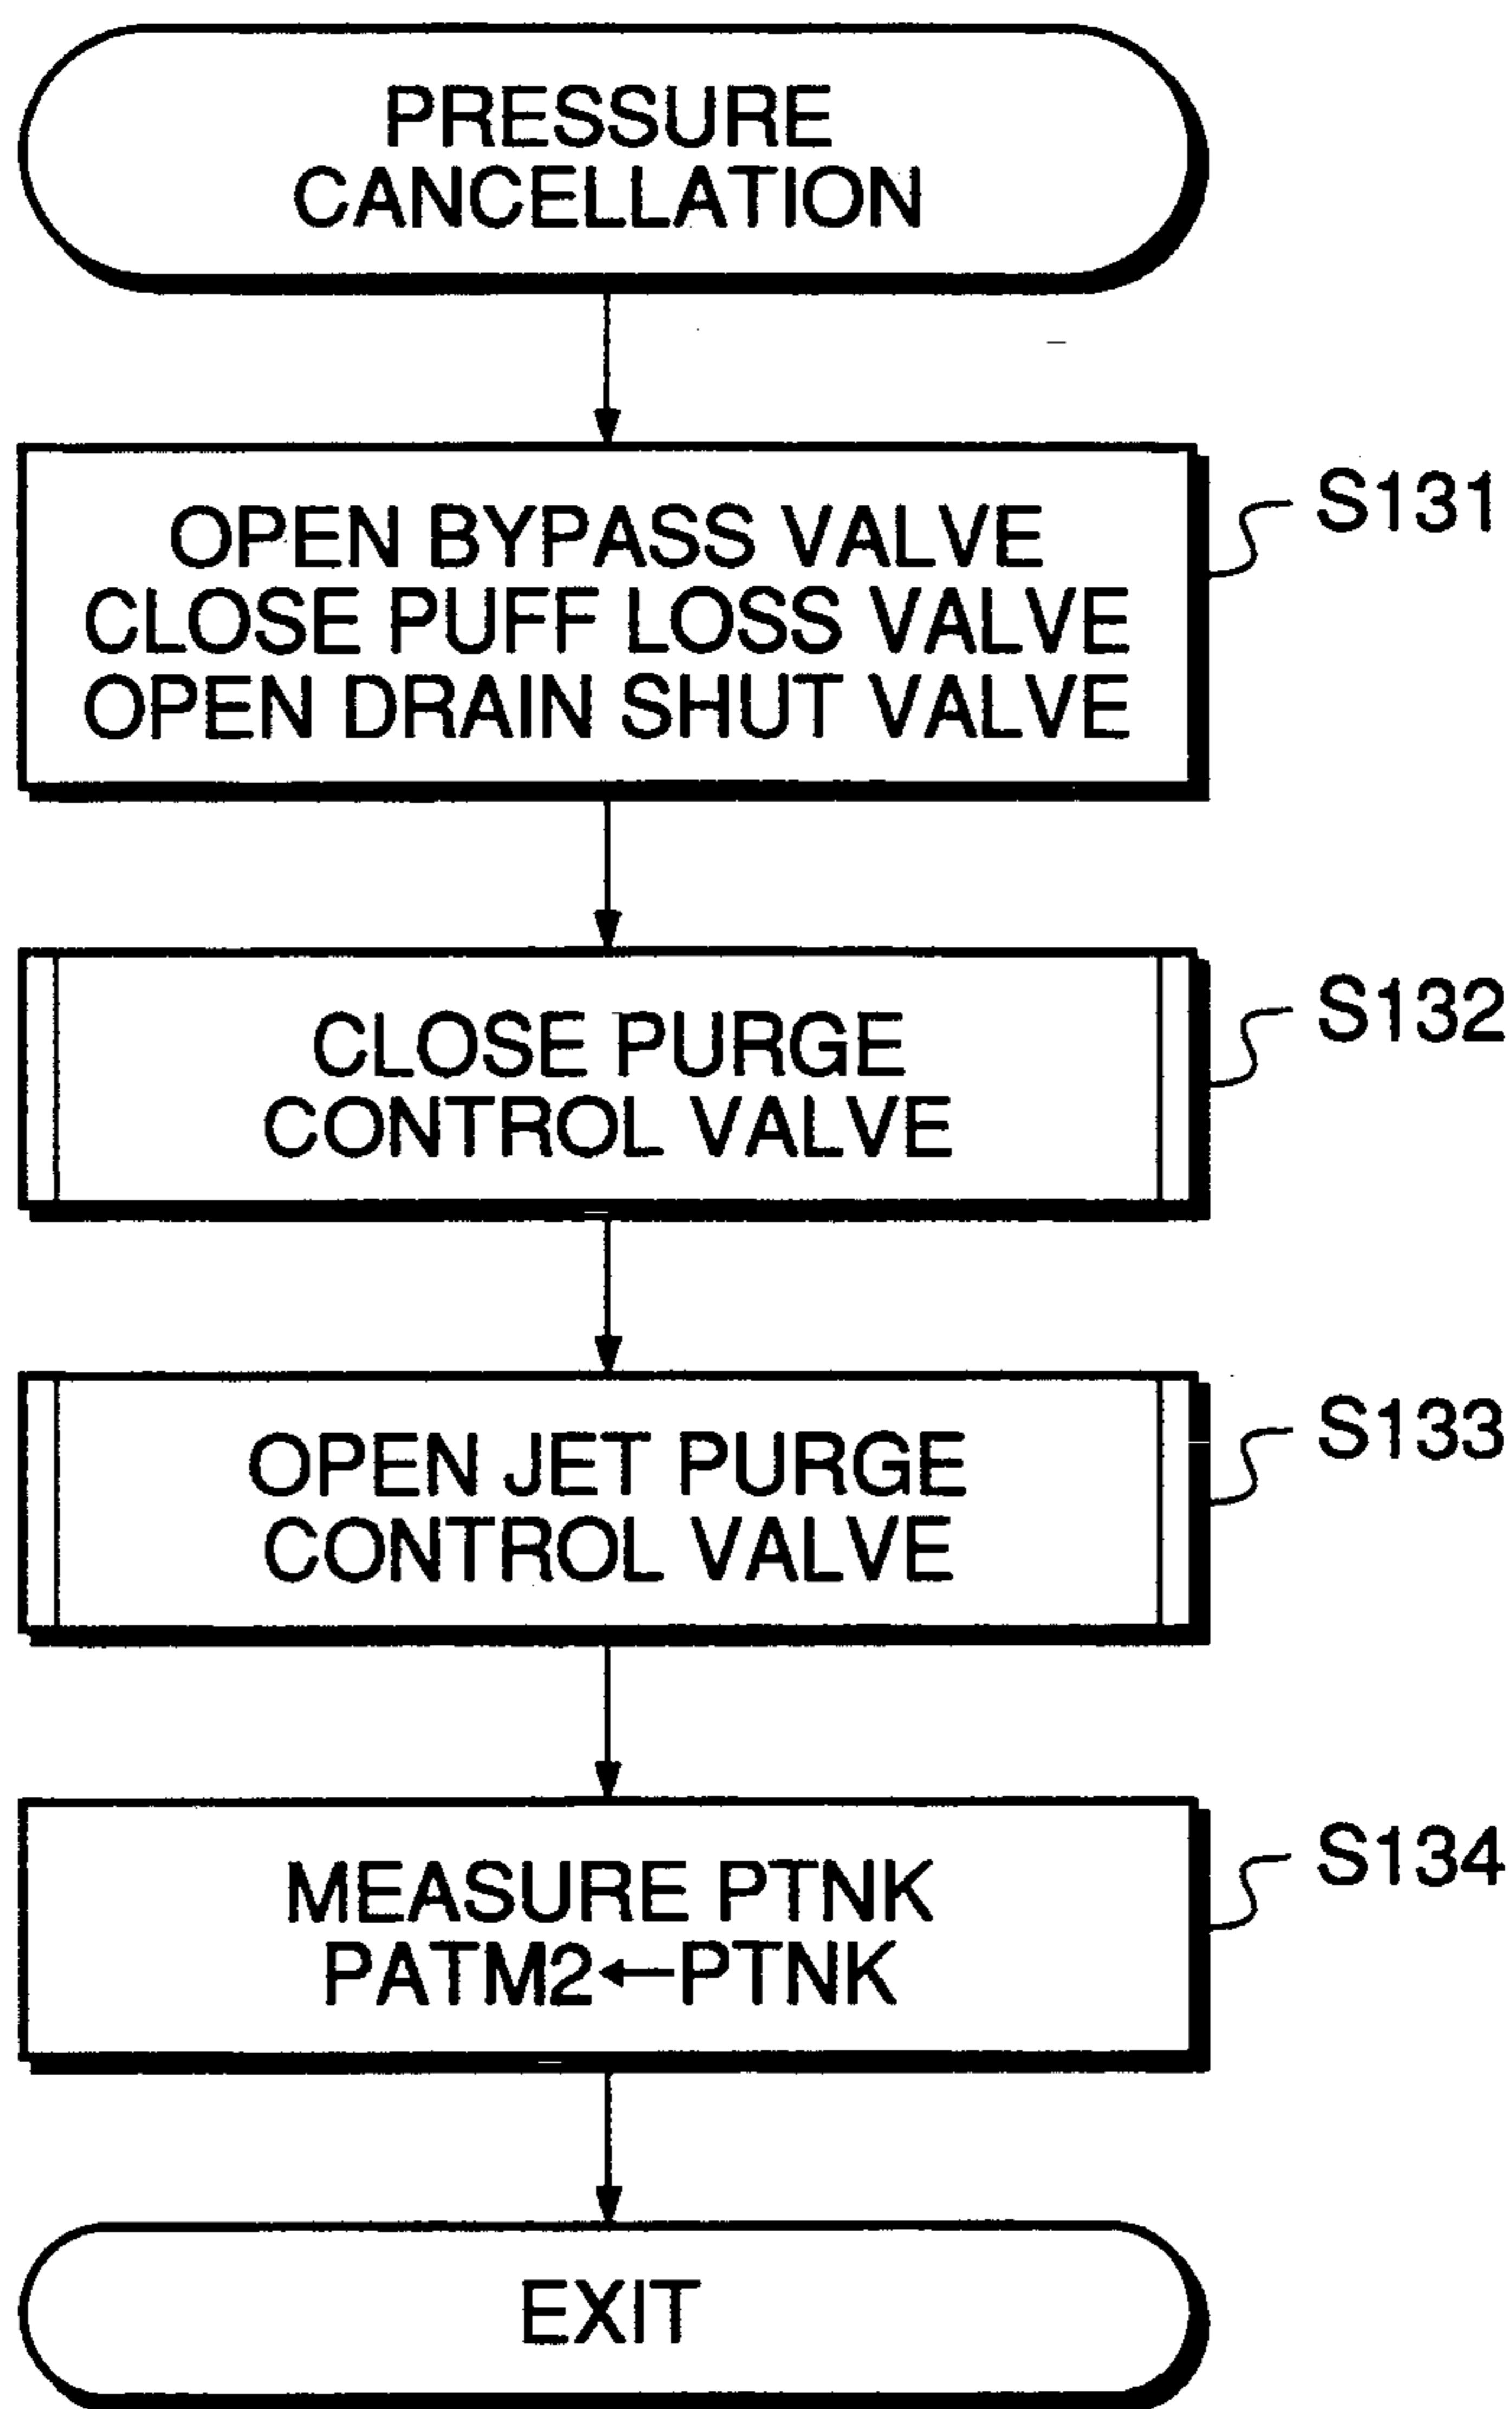 PRESSURE
CANCELLATION
OPEN BYPASS VALVE
CLOSE PUFF LOSS VALVE
OPEN DRAIN SHUT VALVE
S131
CLOSE PURGE
CONTROL VALVE
S132
OPEN JET PURGE
CONTROL VALVE
S133
MEASURE PTNK
PATM2←PTNK
S134
EXIT